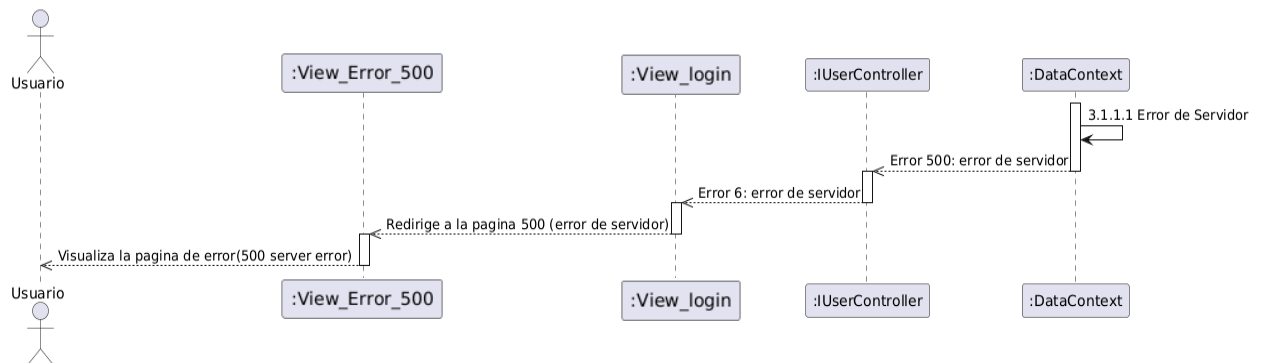 Usuario
:View_Error_500
:View_login
:IUserController
:DataContext
3.1.1.1 Error de Servidor
Error 500: error de servidor
Error 6: error de servidor
Redirige a la pagina 500 (error de servidor)
Visualiza la pagina de error(500 server error)
Usuario
:View_Error_500
:View_login
:IUserController
:DataContext